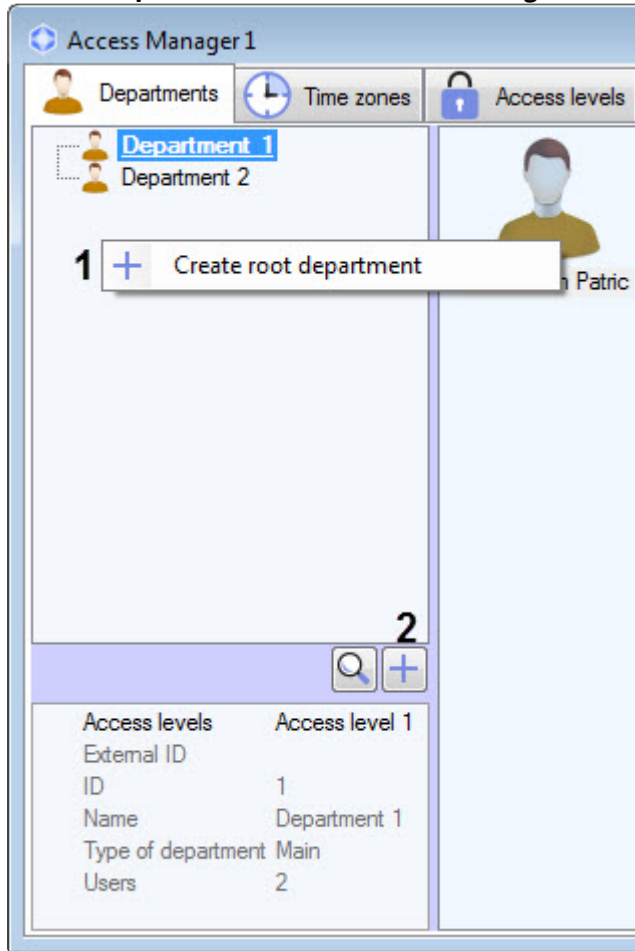 Access Manager 1
Departments Time zones Access levels
Department 1
Department 2
1 Create root department
Patric
2
Access levels Access level 1
External ID
ID 1
Name Department 1
Type of department Main
Users 2